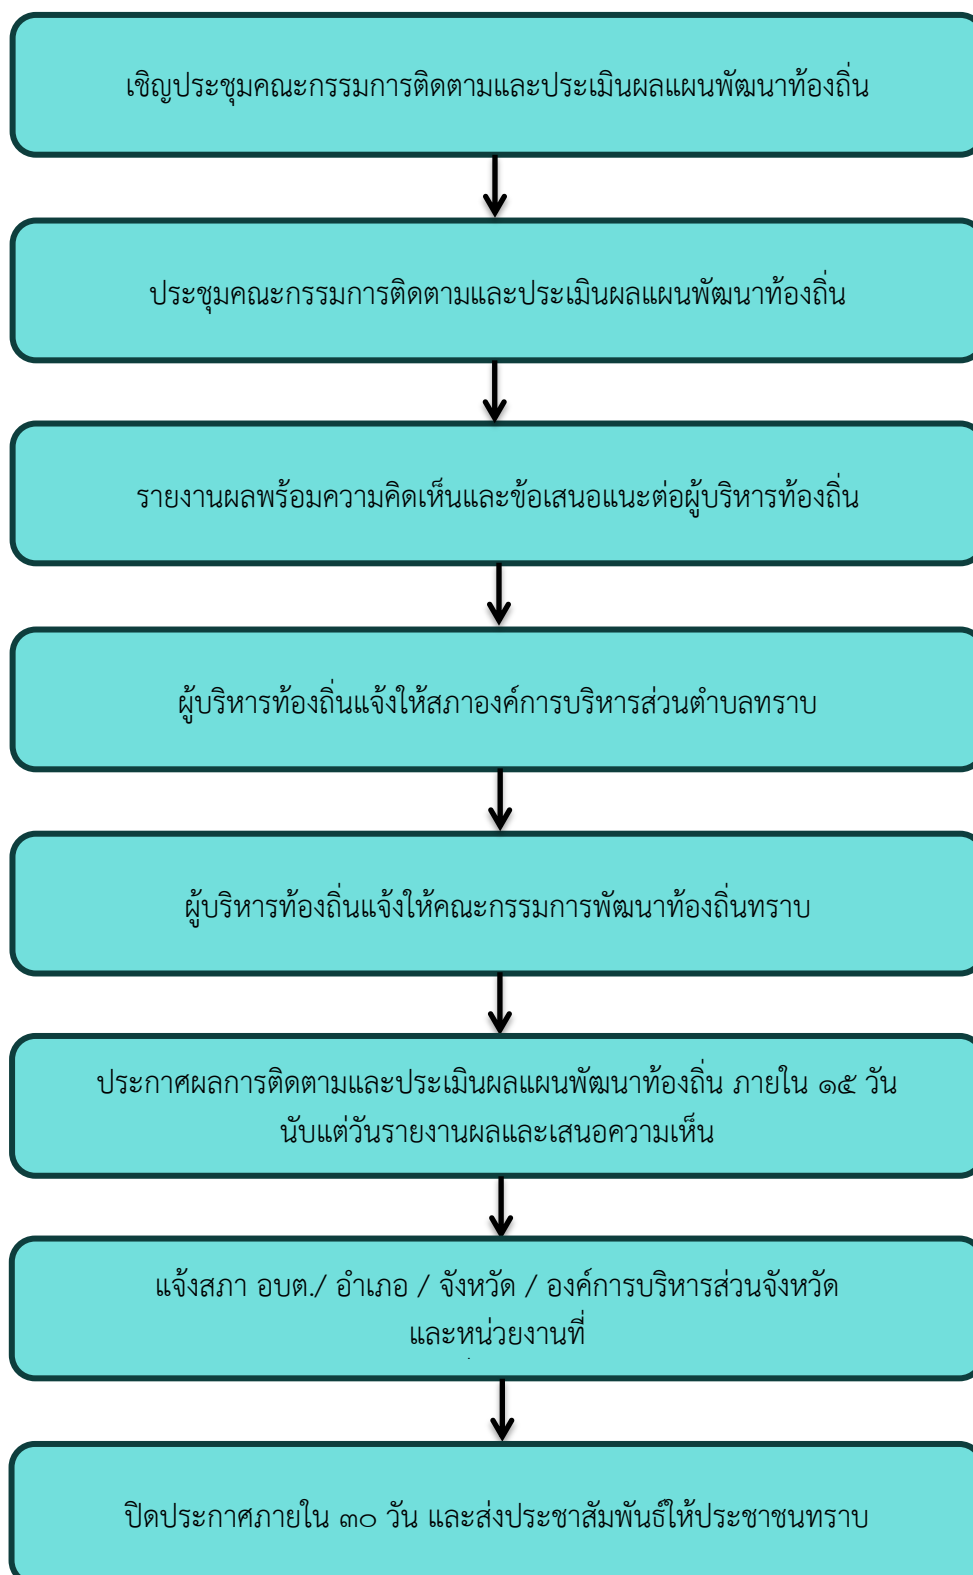 เชิญประชุมคณะกรรมการติดตามและประเมินผลแผนพัฒนาท้องถิ่น
ประชุมคณะกรรมการติดตามและประเมินผลแผนพัฒนาท้องถิ่น
รายงานผลพร้อมความคิดเห็นและข้อเสนอแนะต่อผู้บริหารท้องถิ่น
ผู้บริหารท้องถิ่นแจ้งให้สภาองค์การบริหารส่วนตำบลทราบ
ผู้บริหารท้องถิ่นแจ้งให้คณะกรรมการพัฒนาท้องถิ่นทราบ
ประกาศผลการติดตามและประเมินผลแผนพัฒนาท้องถิ่น ภายใน ๑๕ วัน
นับแต่วันรายงานผลและเสนอความเห็น
แจ้งสภา อบต./ อำเภอ / จังหวัด / องค์การบริหารส่วนจังหวัด
และหน่วยงานที่
ปิดประกาศภายใน ๓๐ วัน และส่งประชาสัมพันธ์ให้ประชาชนทราบ